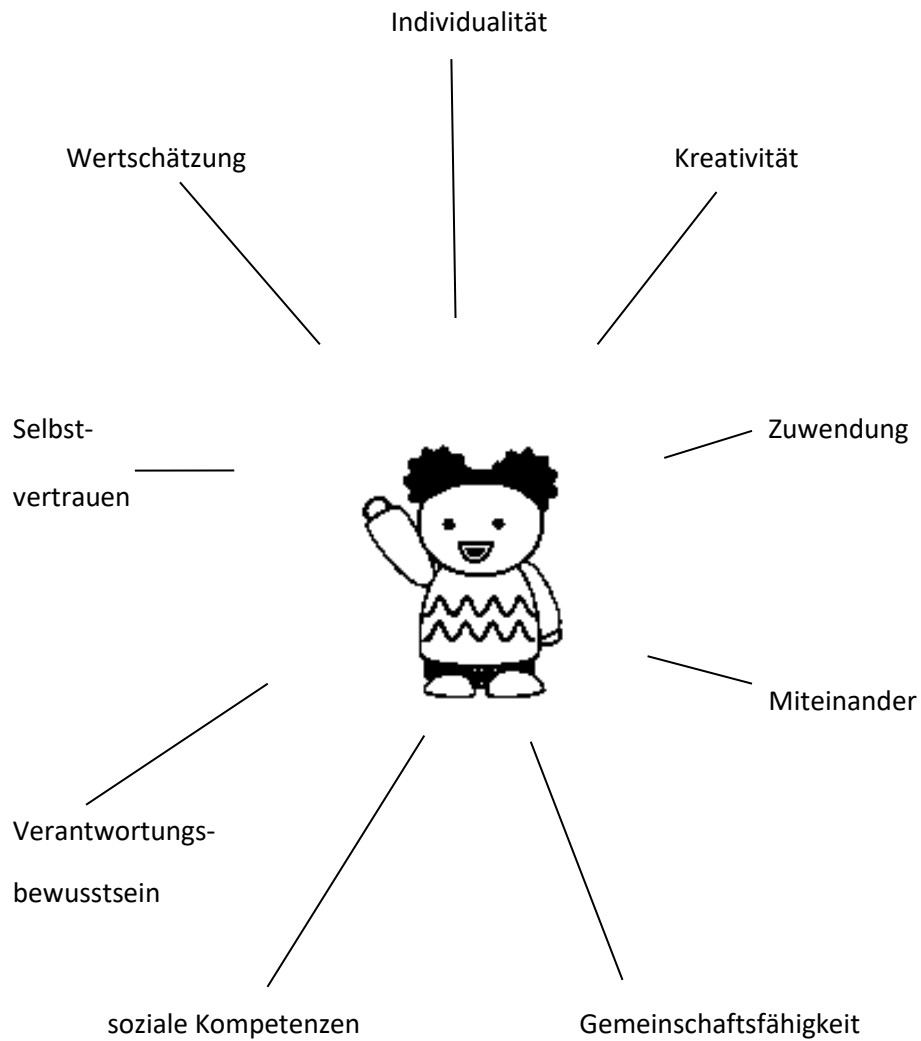 Individualität
Wertschätzung
Kreativität
Selbst-
vertrauen
Zuwendung
Miteinander
Verantwortungs-
bewusstsein
soziale Kompetenzen
Gemeinschaftsfähigkeit